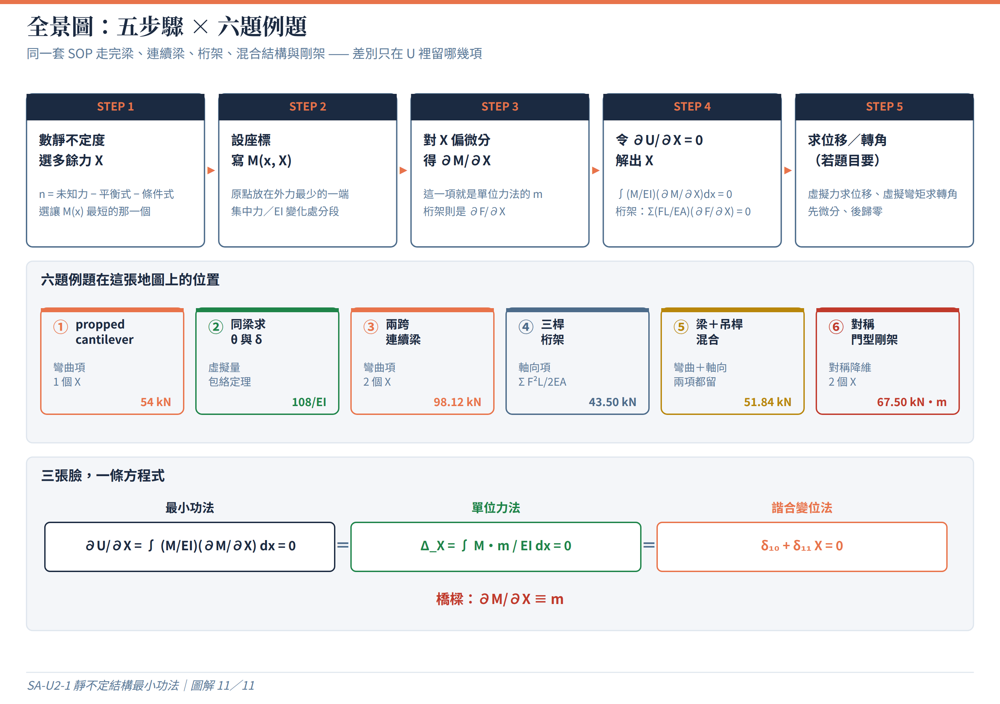 全景圖：五步驟 × 六題例題
同一套 SOP 走完梁、連續梁、桁架、混合結構與剛架 —— 差別只在 U 裡留哪幾項
STEP 1
數靜不定度
選多餘力 X
n = 未知力 − 平衡式 − 條件式
選讓 M(x) 最短的那一個
▶
STEP 2
設座標
寫 M(x, X)
原點放在外力最少的一端
集中力／EI 變化處分段
▶
STEP 3
對 X 偏微分
得 ∂M/∂X
這一項就是單位力法的 m
桁架則是 ∂F/∂X
▶
STEP 4
令 ∂U/∂X = 0
解出 X
∫(M/EI)(∂M/∂X)dx = 0
桁架：Σ(FL/EA)(∂F/∂X) = 0
▶
STEP 5
求位移／轉角
（若題目要）
虛擬力求位移、虛擬彎矩求轉角
先微分、後歸零
六題例題在這張地圖上的位置
① propped
cantilever
彎曲項
1 個 X
54 kN
② 同梁求
θ 與 δ
虛擬量
包絡定理
108/EI
③ 兩跨
連續梁
彎曲項
2 個 X
98.12 kN
④ 三桿
桁架
軸向項
Σ F²L/2EA
43.50 kN
⑤ 梁＋吊桿
混合
彎曲＋軸向
兩項都留
51.84 kN
⑥ 對稱
門型剛架
對稱降維
2 個 X
67.50 kN·m
三張臉，一條方程式
最小功法
∂U/∂X = ∫ (M/EI)(∂M/∂X) dx = 0
=
單位力法
Δ_X = ∫ M·m / EI dx = 0
=
諧合變位法
δ₁₀ + δ₁₁ X = 0
橋樑：∂M/∂X ≡ m
SA-U2-1 靜不定結構最小功法｜圖解 11／11